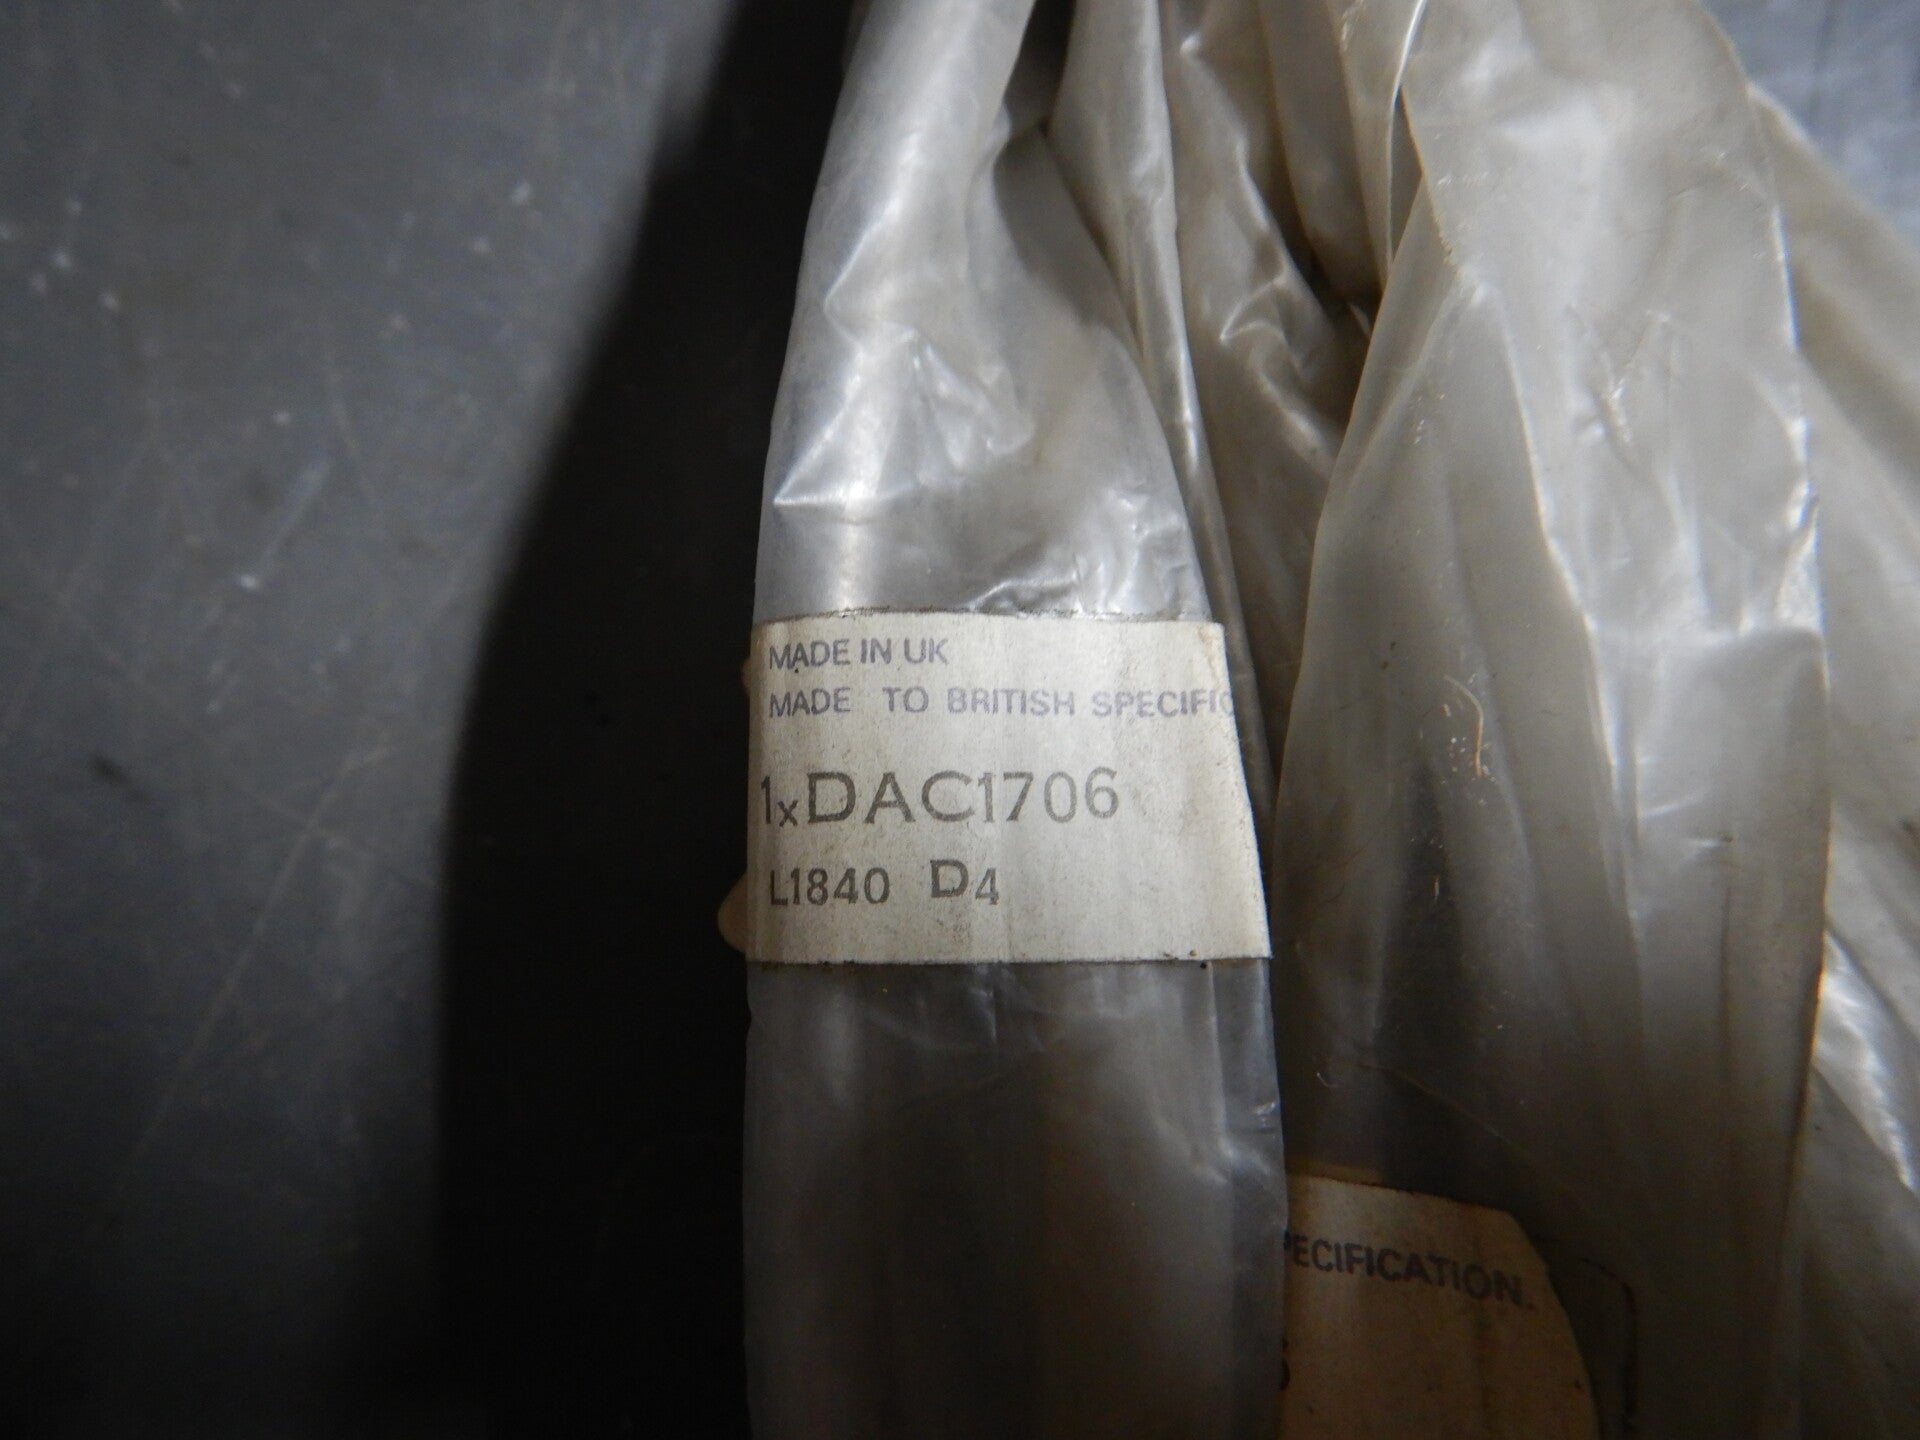 MADE IN UK
MADE TO BRITISH SPECIFIC
1xDAC1706
L1840 D4
PECIFICATION.